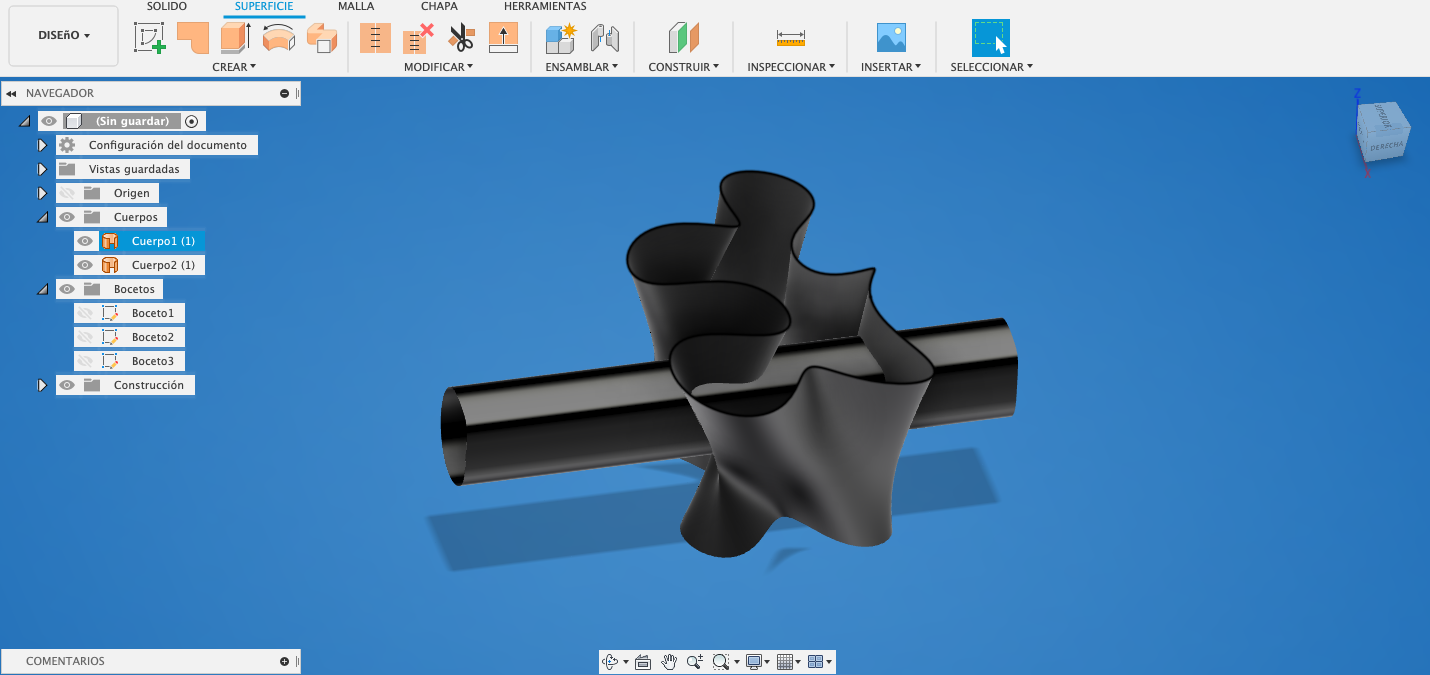 SOLIDO SUPERFICIE MALLA CHAPA HERRAMIENTAS
DISEñO
CREAR MODIFICAR ENSAMBLAR CONSTRUIR INSPECCIONAR INSERTAR SELECCIONAR
NAVEGADOR
(Sin guardar)
Configuración del documento
Vistas guardadas
Origen
Cuerpos
Cuerpo1 (1)
Cuerpo2 (1)
Bocetos
Boceto1
Boceto2
Boceto3
Construcción
Z
SUPERIOR
DERECHA
COMENTARIOS